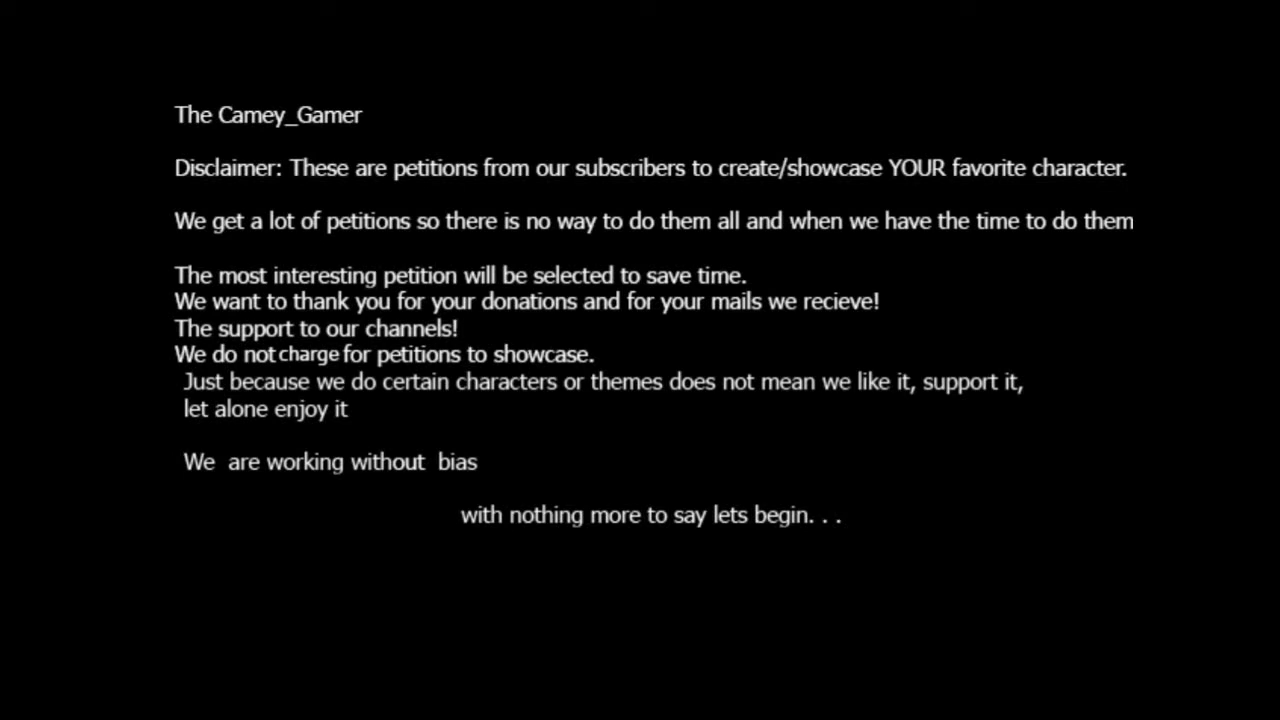 The Camey_Gamer
Disclaimer: These are petitions from our subscribers to create/showcase YOUR favorite character.
We get a lot of petitions so there is no way to do them all and when we have the time to do them
The most interesting petition will be selected to save time.
We want to thank you for your donations and for your mails we recieve!
The support to our channels!
We do not charge for petitions to showcase.
Just because we do certain characters or themes does not mean we like it, support it,
let alone enjoy it
We are working without bias
with nothing more to say lets begin. . .